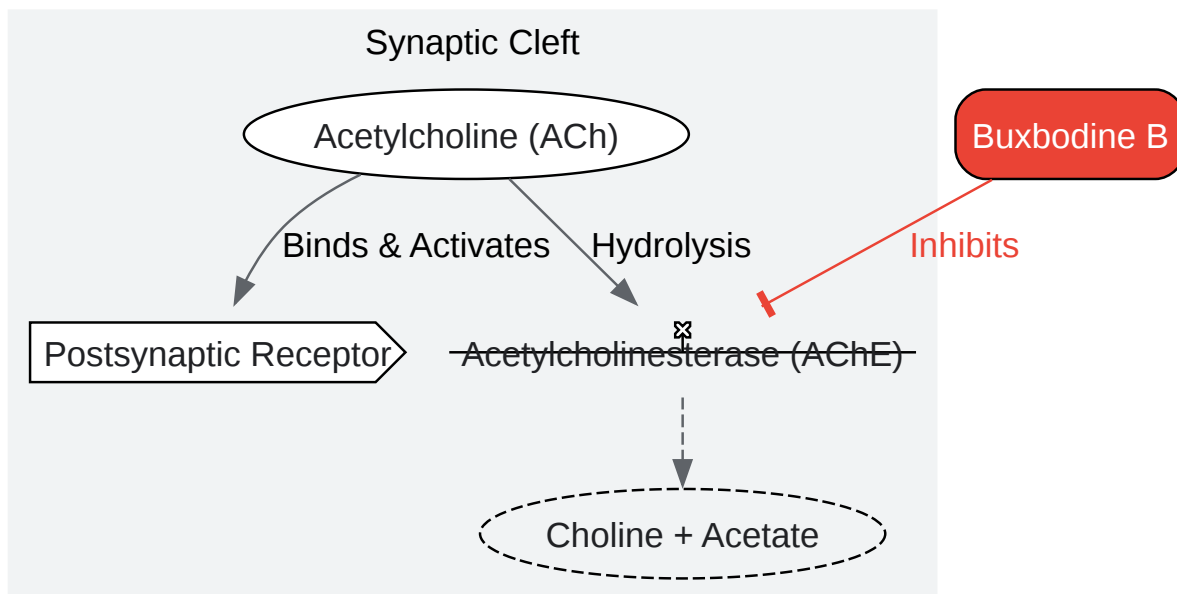 Synaptic Cleft
Acetylcholine (ACh)
Buxbodine B
Binds & Activates
Hydrolysis
Inhibits
Postsynaptic Receptor
Acetylcholinesterase (AChE)
Choline + Acetate